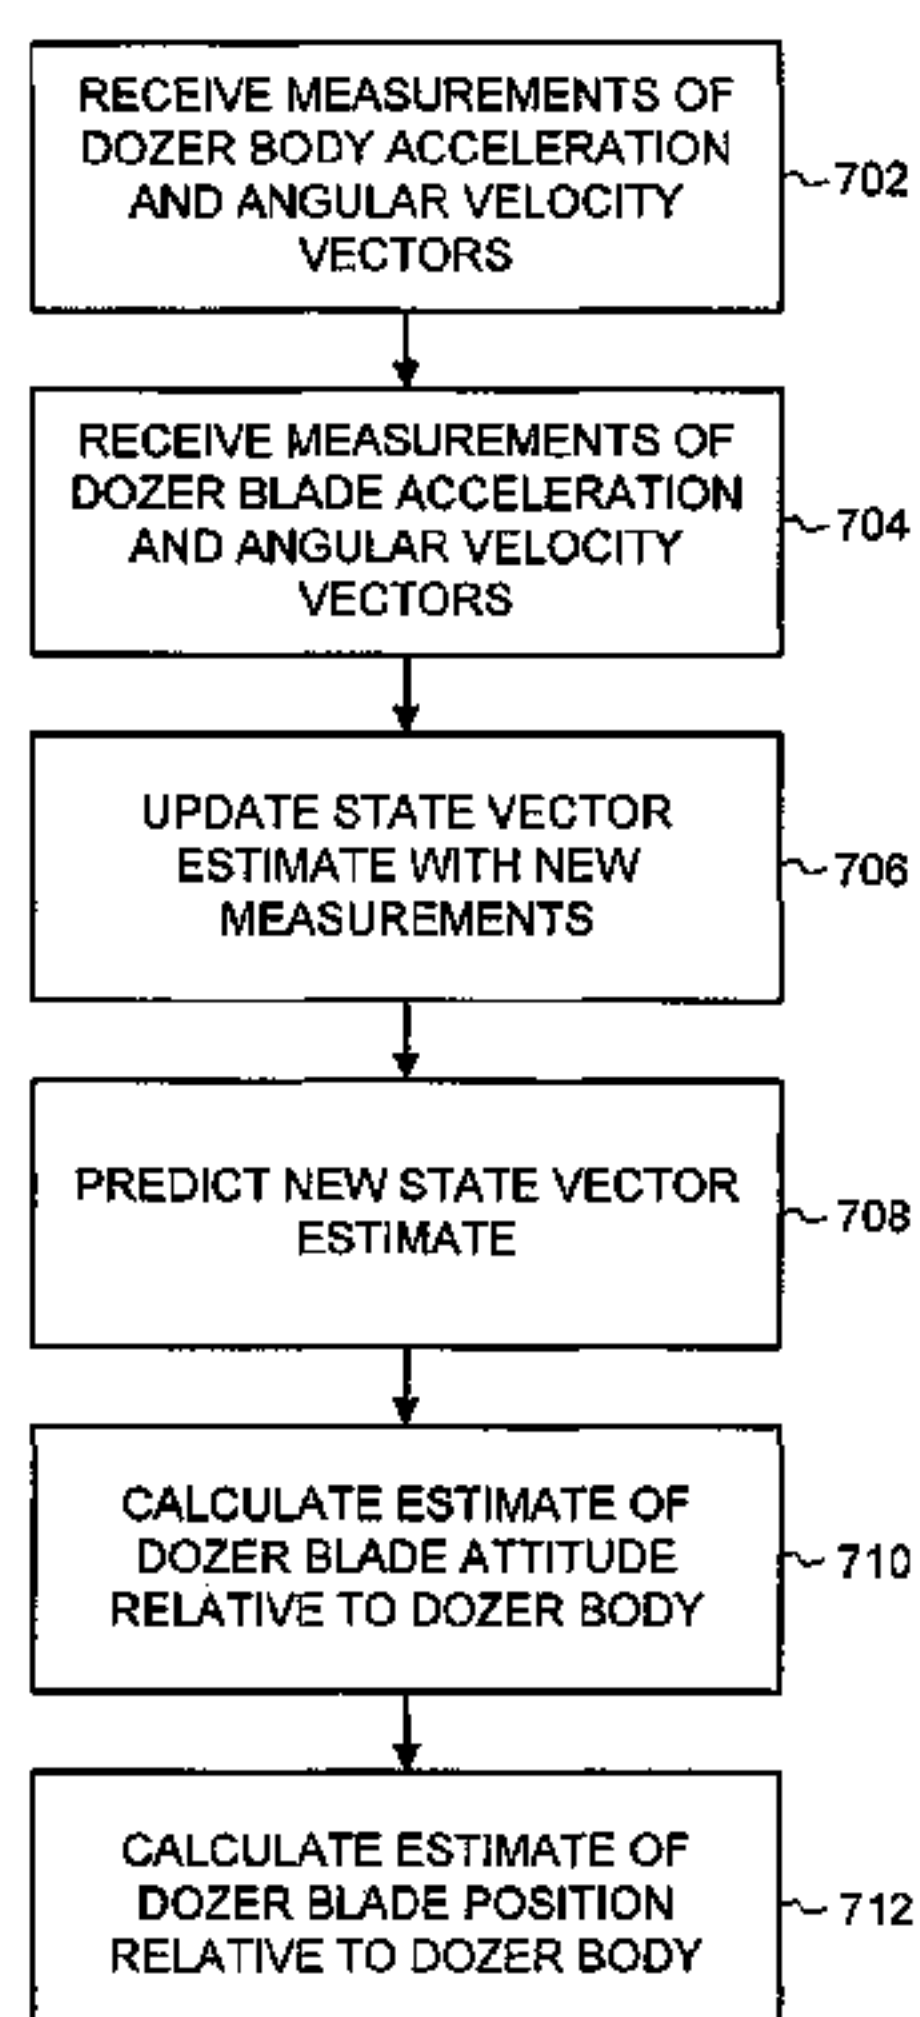 RECEIVE MEASUREMENTS OF
DOZER BODY ACCELERATION
AND ANGULAR VELOCITY
VECTORS
702
RECEIVE MEASUREMENTS OF
DOZER BLADE ACCELERATION
AND ANGULAR VELOCITY
VECTORS
704
UPDATE STATE VECTOR
ESTIMATE WITH NEW
MEASUREMENTS
706
PREDICT NEW STATE VECTOR
ESTIMATE
708
CALCULATE ESTIMATE OF
DOZER BLADE ATTITUDE
RELATIVE TO DOZER BODY
710
CALCULATE ESTIMATE OF
DOZER BLADE POSITION
RELATIVE TO DOZER BODY
712